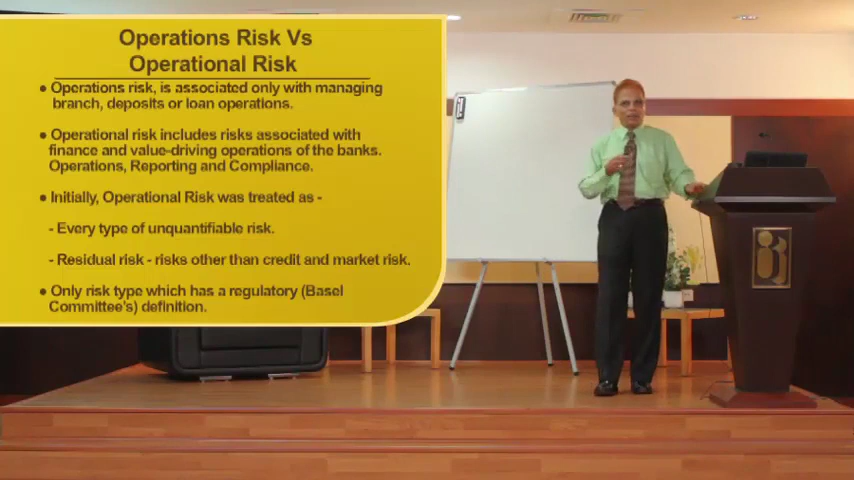 Operations Risk Vs
Operational Risk
● Operations risk, is associated only with managing
branch, deposits or loan operations.
● Operational risk includes risks associated with
finance and value-driving operations of the banks.
Operations, Reporting and Compliance.
● Initially, Operational Risk was treated as -
- Every type of unquantifiable risk.
- Residual risk - risks other than credit and market risk.
● Only risk type which has a regulatory (Basel
Committee's) definition.